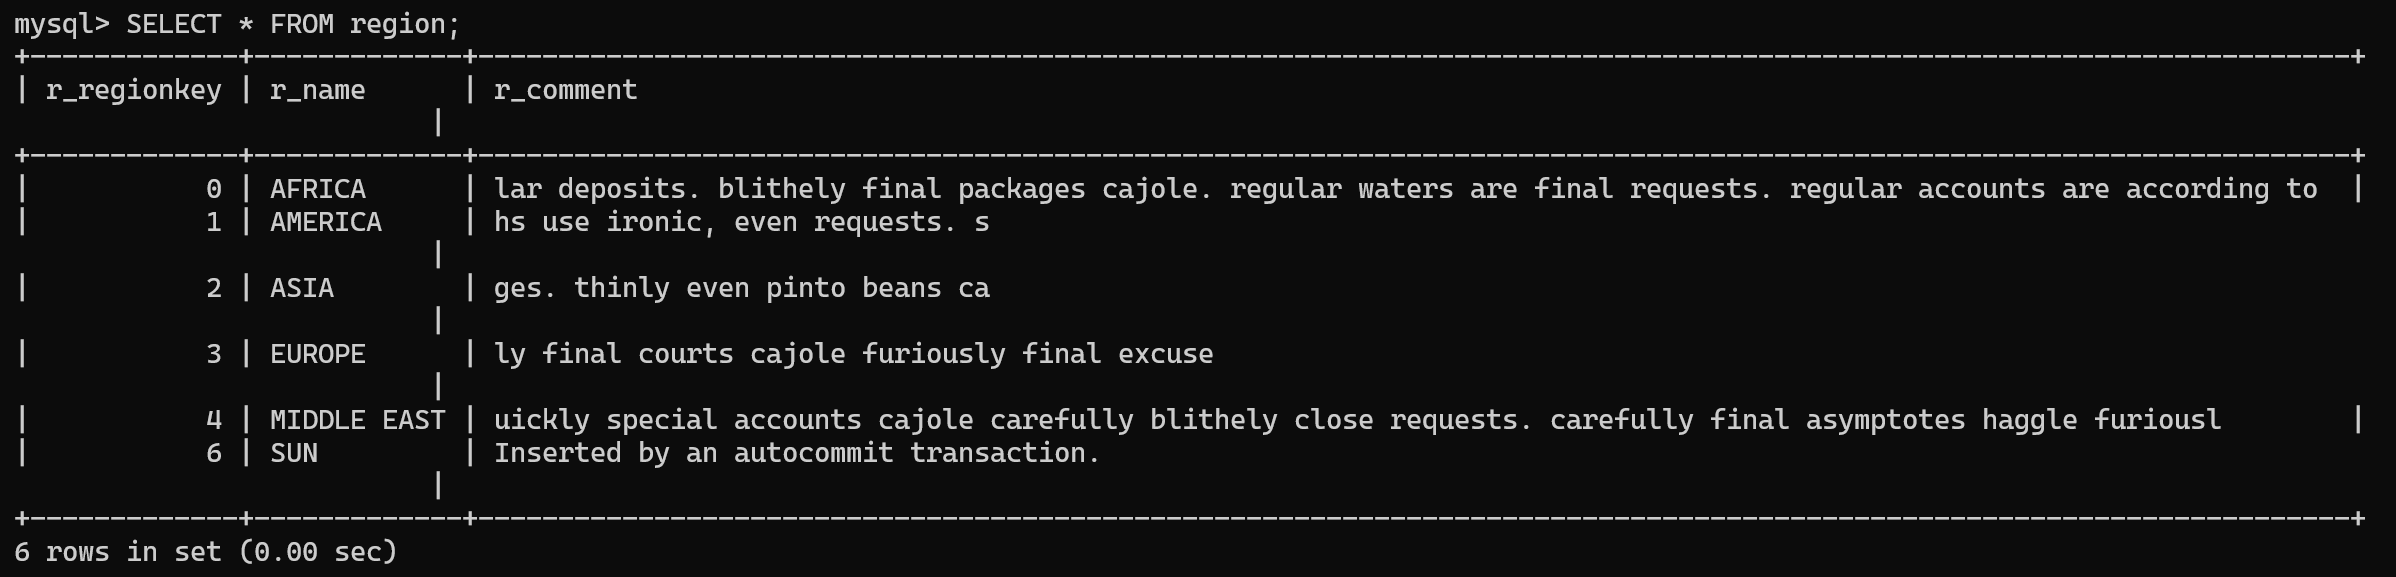 mysql> SELECT * FROM region;
+-------------+-------------+---------------------------------------------------------------------------------------------------------------------+
| r_regionkey | r_name      | r_comment
                          |
+-------------+-------------+---------------------------------------------------------------------------------------------------------------------+
|           0 | AFRICA      | lar deposits. blithely final packages cajole. regular waters are final requests. regular accounts are according to  |
|           1 | AMERICA     | hs use ironic, even requests. s
                          |
|           2 | ASIA        | ges. thinly even pinto beans ca
                          |
|           3 | EUROPE      | ly final courts cajole furiously final excuse
                          |
|           4 | MIDDLE EAST | uickly special accounts cajole carefully blithely close requests. carefully final asymptotes haggle furiousl        |
|           6 | SUN         | Inserted by an autocommit transaction.
                          |
+-------------+-------------+---------------------------------------------------------------------------------------------------------------------+
6 rows in set (0.00 sec)